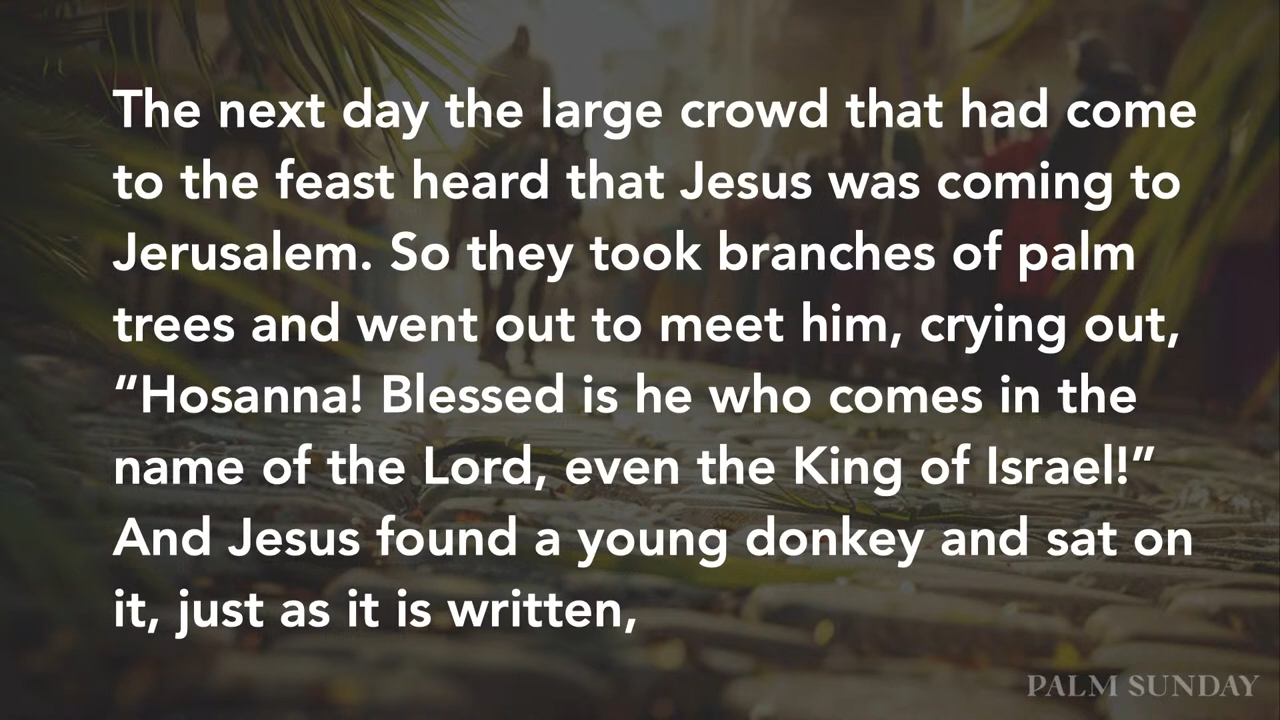 The next day the large crowd that had come
to the feast heard that Jesus was coming to
Jerusalem. So they took branches of palm
trees and went out to meet him, crying out,
“Hosanna! Blessed is he who comes in the
name of the Lord, even the King of Israel!”
And Jesus found a young donkey and sat on
it, just as it is written,
PALM SUNDAY